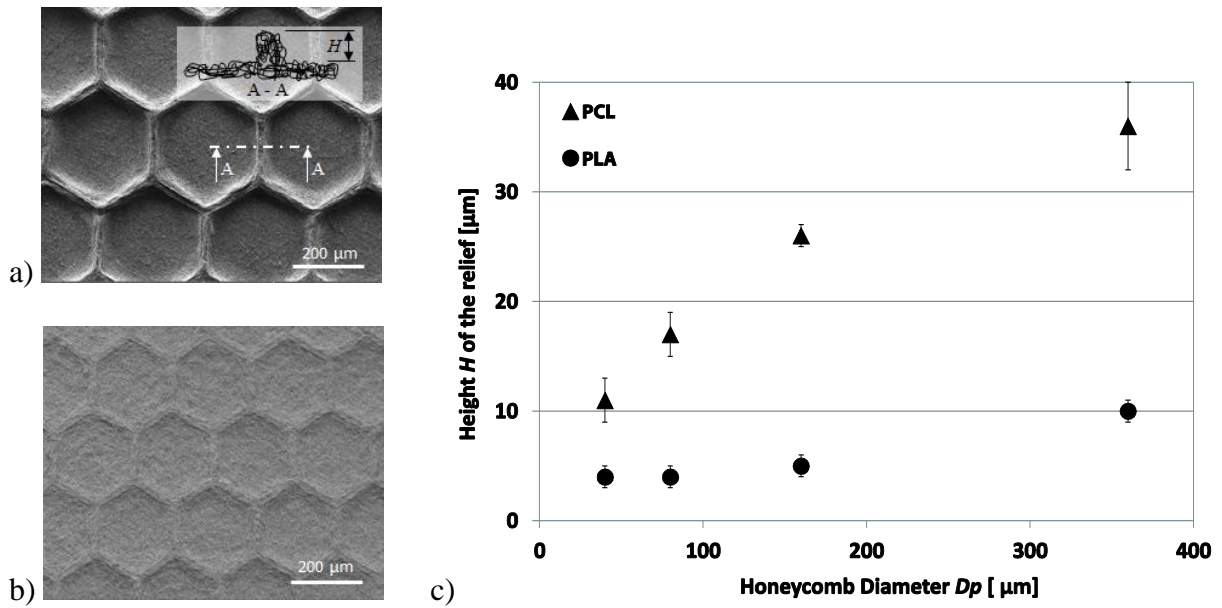 H
A - A
A A
200 μm
a)
200 μm
b)
40
30
20
10
0
0 100 200 300 400
Height H of the relief [μm]
Honeycomb Diameter Dp [ μm]
PCL
PLA
c)